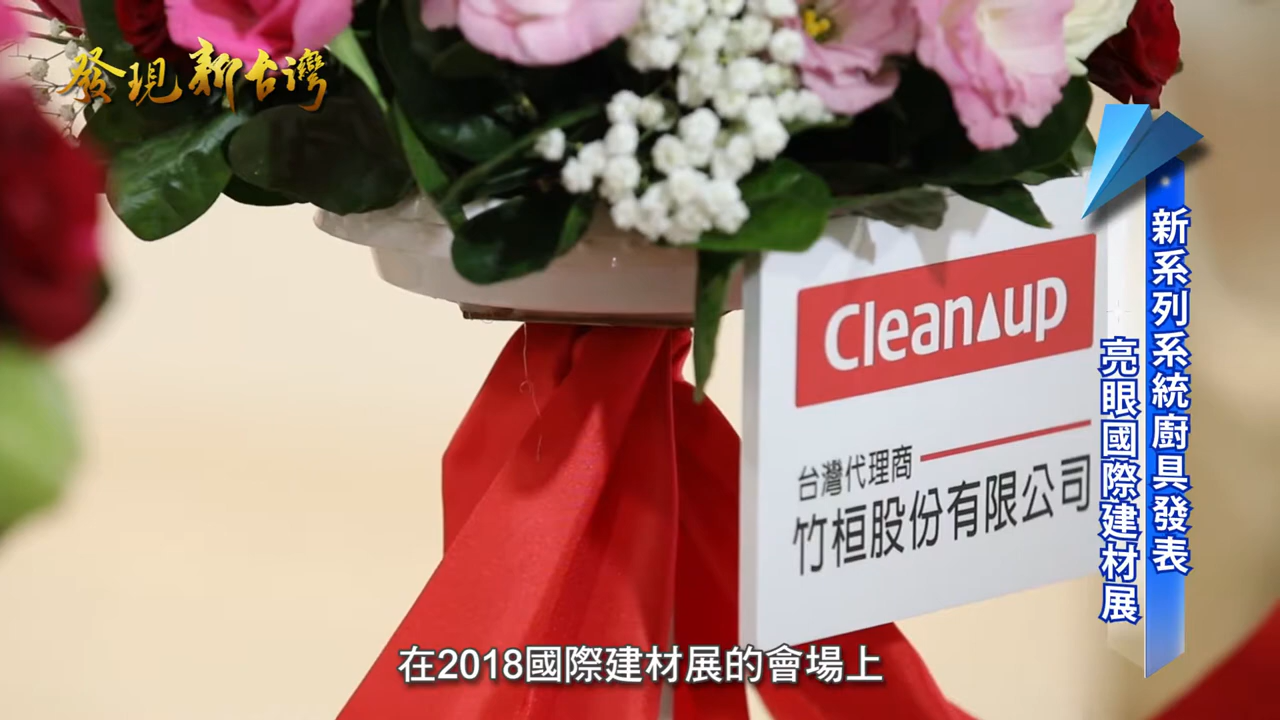 發現新台灣
新系列系統廚具發表
亮眼國際建材展
Cleanup
台灣代理商
竹桓股份有限公司
在2018國際建材展的會場上